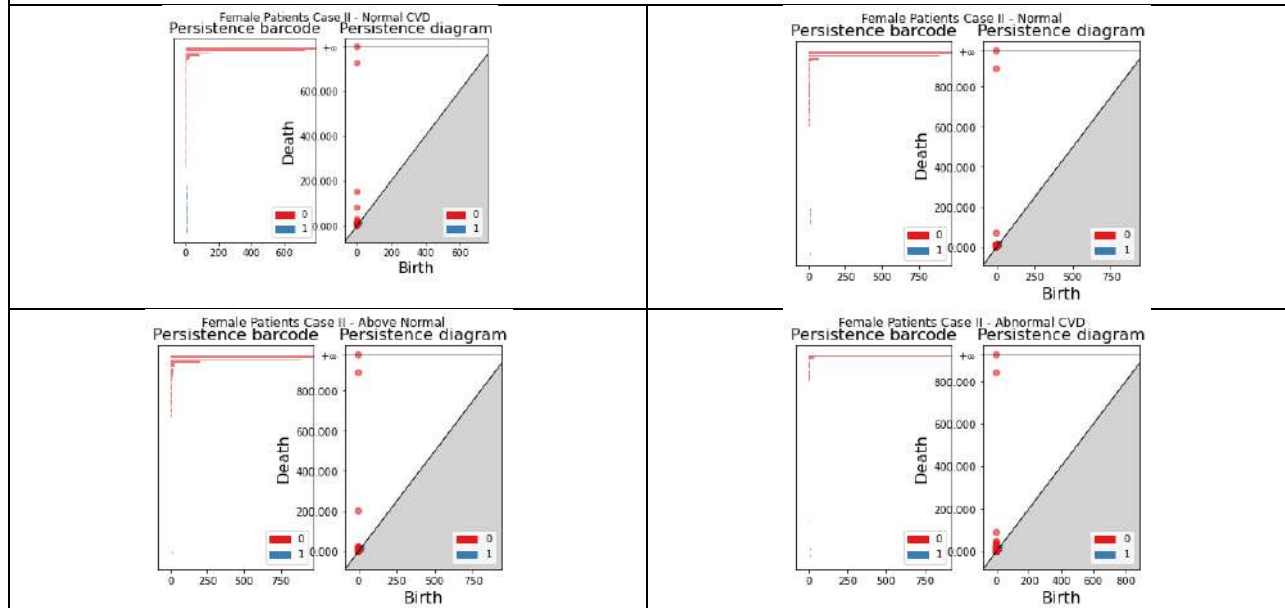 Female Patients Case II - Normal CVD
Persistence barcode Persistence diagram
+∞
600.000
400.000
200.000
0.000
Death
0 1
0 1
0 200 400 600
0 200 400 600
Birth
Female Patients Case II - Normal
Persistence barcode Persistence diagram
+∞
800.000
600.000
400.000
200.000
0.000
Death
0 1
0 1
0 250 500 750
0 250 500 750
Birth
Female Patients Case II - Above Normal
Persistence barcode Persistence diagram
+∞
800.000
600.000
400.000
200.000
0.000
Death
0 1
0 1
0 250 500 750
0 250 500 750
Birth
Female Patients Case II - Abnormal CVD
Persistence barcode Persistence diagram
+∞
800.000
600.000
400.000
200.000
0.000
Death
0 1
0 1
0 250 500 750
0 200 400 600 800
Birth